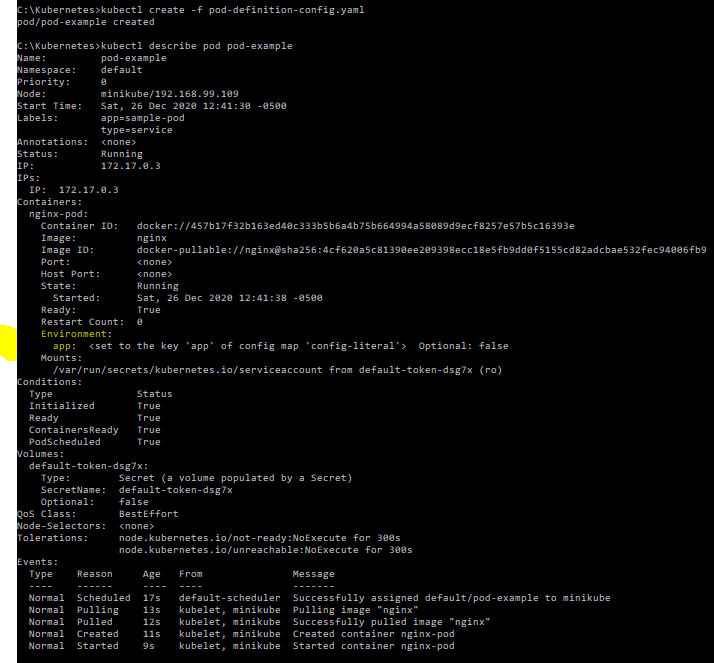 C:\Kubernetes>kubectl create -f pod-definition-config.yaml
pod/pod-example created
C:\Kubernetes>kubectl describe pod pod-example
Name:         pod-example
Namespace:    default
Priority:     0
Node:         minikube/192.168.99.109
Start Time:   Sat, 26 Dec 2020 12:41:30 -0500
Labels:       app=sample-pod
              type=service
Annotations:  <none>
Status:       Running
IP:           172.17.0.3
IPs:
  IP:  172.17.0.3
Containers:
  nginx-pod:
    Container ID:   docker://457b17f32b163ed40c333b5b6a4b75b664994a58089d9ecf8257e57b5c16393e
    Image:          nginx
    Image ID:       docker-pullable://nginx@sha256:4cf620a5c81390ee209398ecc18e5fb9dd0f5155cd82adcbae532fec94006fb9
    Port:           <none>
    Host Port:      <none>
    State:          Running
      Started:      Sat, 26 Dec 2020 12:41:38 -0500
    Ready:          True
    Restart Count:  0
    Environment:
      app:  <set to the key 'app' of config map 'config-literal'>  Optional: false
    Mounts:
      /var/run/secrets/kubernetes.io/serviceaccount from default-token-dsg7x (ro)
Conditions:
  Type              Status
  Initialized       True
  Ready             True
  ContainersReady   True
  PodScheduled      True
Volumes:
  default-token-dsg7x:
    Type:        Secret (a volume populated by a Secret)
    SecretName:  default-token-dsg7x
    Optional:    false
QoS Class:       BestEffort
Node-Selectors:  <none>
Tolerations:     node.kubernetes.io/not-ready:NoExecute for 300s
                 node.kubernetes.io/unreachable:NoExecute for 300s
Events:
  Type    Reason     Age   From               Message
  ----    ------     ----  ----               -------
  Normal  Scheduled  17s   default-scheduler  Successfully assigned default/pod-example to minikube
  Normal  Pulling    13s   kubelet, minikube  Pulling image "nginx"
  Normal  Pulled     12s   kubelet, minikube  Successfully pulled image "nginx"
  Normal  Created    11s   kubelet, minikube  Created container nginx-pod
  Normal  Started    9s    kubelet, minikube  Started container nginx-pod